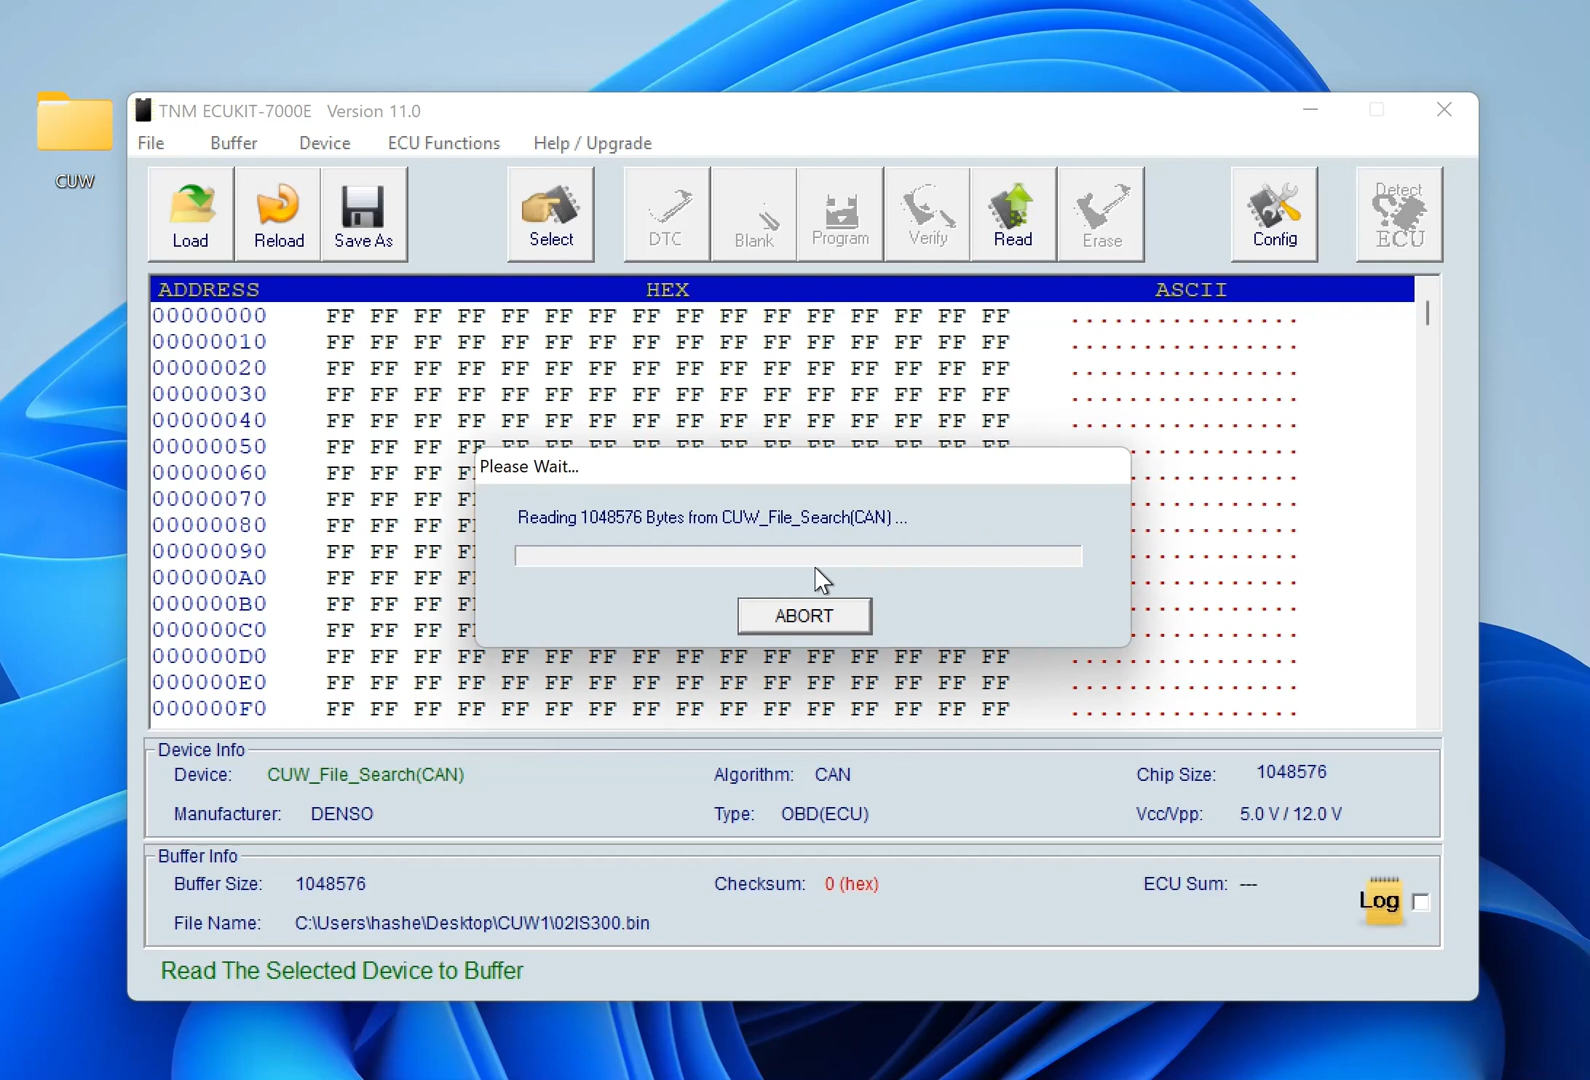 CUW
TNM ECUKIT-7000E   Version 11.0
File   Buffer   Device   ECU Functions   Help / Upgrade
Load   Reload   Save As   Select   DTC   Blank   Program   Verify   Read   Erase   Config   Detect ECU
ADDRESS   HEX   ASCII
00000000   FF FF FF FF FF FF FF FF FF FF FF FF FF FF FF FF   ................
00000010   FF FF FF FF FF FF FF FF FF FF FF FF FF FF FF FF   ................
00000020   FF FF FF FF FF FF FF FF FF FF FF FF FF FF FF FF   ................
00000030   FF FF FF FF FF FF FF FF FF FF FF FF FF FF FF FF   ................
00000040   FF FF FF FF FF FF FF FF FF FF FF FF FF FF FF FF   ................
00000050   FF FF FF FF FF FF FF FF FF FF FF FF FF FF FF FF   ................
00000060   FF FF FF
00000070   FF FF FF
00000080   FF FF FF
00000090   FF FF FF
000000A0   FF FF FF
000000B0   FF FF FF
000000C0   FF FF FF
000000D0   FF FF FF FF FF FF FF FF FF FF FF FF FF FF FF FF   ................
000000E0   FF FF FF FF FF FF FF FF FF FF FF FF FF FF FF FF   ................
000000F0   FF FF FF FF FF FF FF FF FF FF FF FF FF FF FF FF   ................
Please Wait...
Reading 1048576 Bytes from CUW_File_Search(CAN) ...
ABORT
Device Info
Device:   CUW_File_Search(CAN)   Algorithm:   CAN   Chip Size:   1048576
Manufacturer:   DENSO   Type:   OBD(ECU)   Vcc/Vpp:   5.0 V / 12.0 V
Buffer Info
Buffer Size:   1048576   Checksum:   0 (hex)   ECU Sum:   ---
Log
File Name:   C:\Users\hashe\Desktop\CUW1\02IS300.bin
Read The Selected Device to Buffer